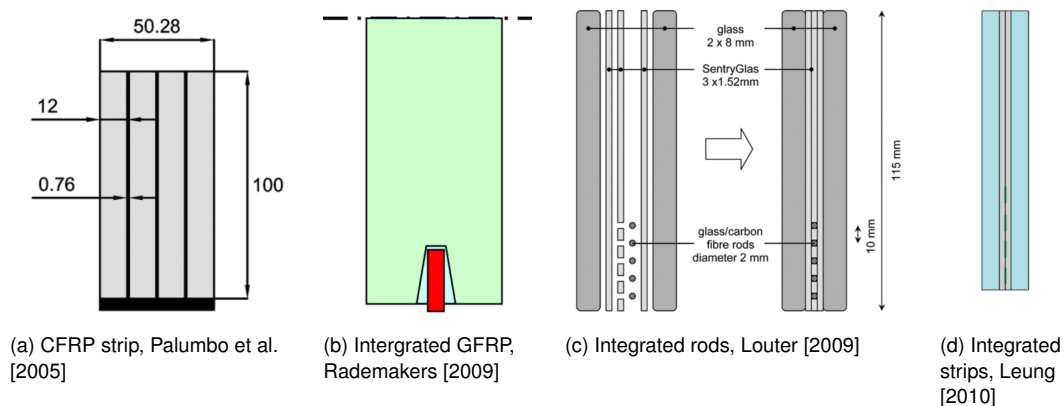 50.28
12
0.76
100
(a) CFRP strip, Palumbo et al.
[2005]
(b) Intergrated GFRP,
Rademakers [2009]
glass
2 x 8 mm
SentryGlas
3 x1.52mm
glass/carbon
fibre rods
diameter 2 mm
10 mm
115 mm
(c) Integrated rods, Louter [2009]
(d) Integrated
strips, Leung
[2010]